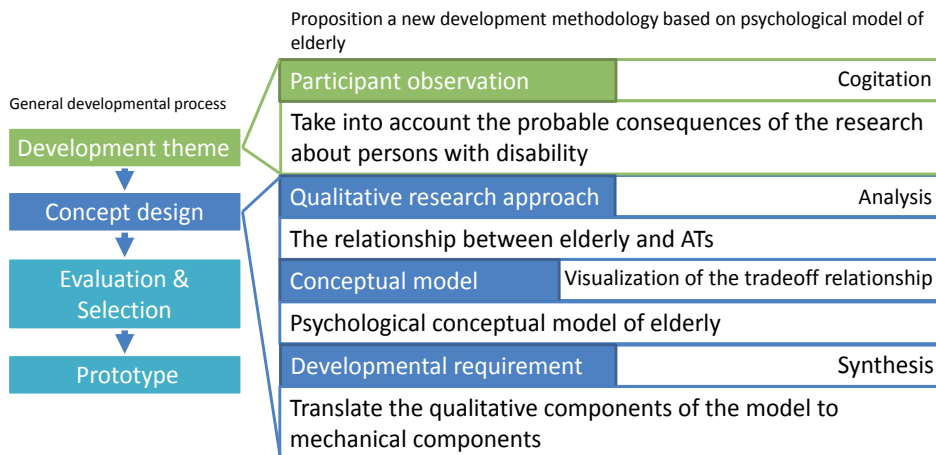 Proposition a new development methodology based on psychological model of
elderly
General developmental process
Development theme
Concept design
Evaluation &
Selection
Prototype
Participant observation
Cogitation
Take into account the probable consequences of the research
about persons with disability
Qualitative research approach
Analysis
The relationship between elderly and ATs
Conceptual model
Visualization of the tradeoff relationship
Psychological conceptual model of elderly
Developmental requirement
Synthesis
Translate the qualitative components of the model to
mechanical components